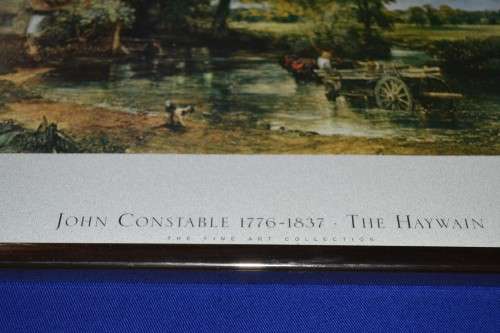 JOHN CONSTABLE 1776-1837 · THE HAYWAIN
THE FINE ART COLLECTION